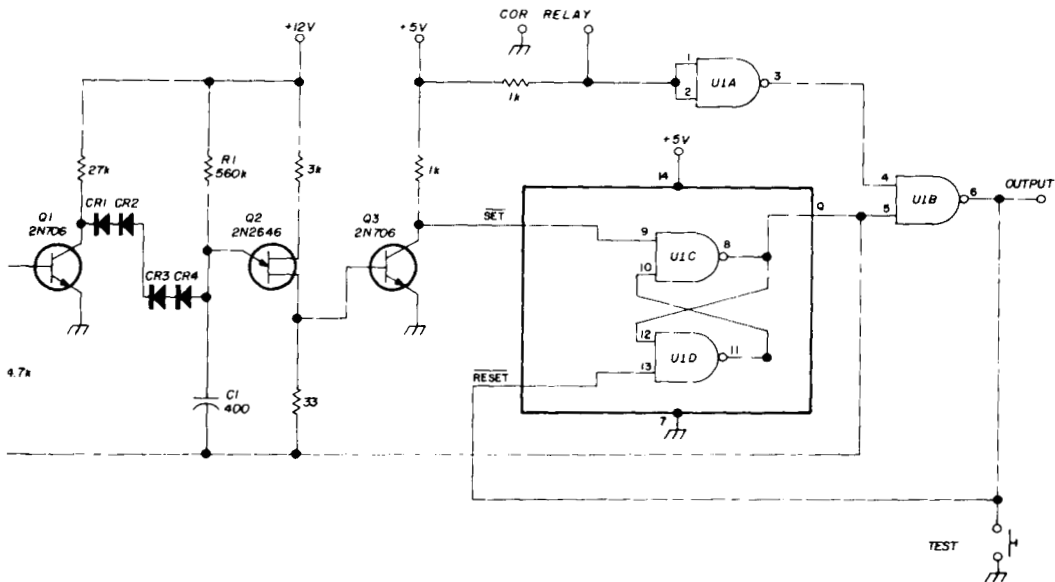 COR RELAY
+12V
+5V
1k
1
2
U1A
3
27k
R1
560k
3k
1k
+5V
14
4
5
U1B
6
OUTPUT
Q1
2N706
CR1 CR2
Q2
2N2646
Q3
2N706
SET
Q
9
10
U1C
8
CR3 CR4
12
13
U1D
11
RESET
4.7k
C1
400
33
7
TEST